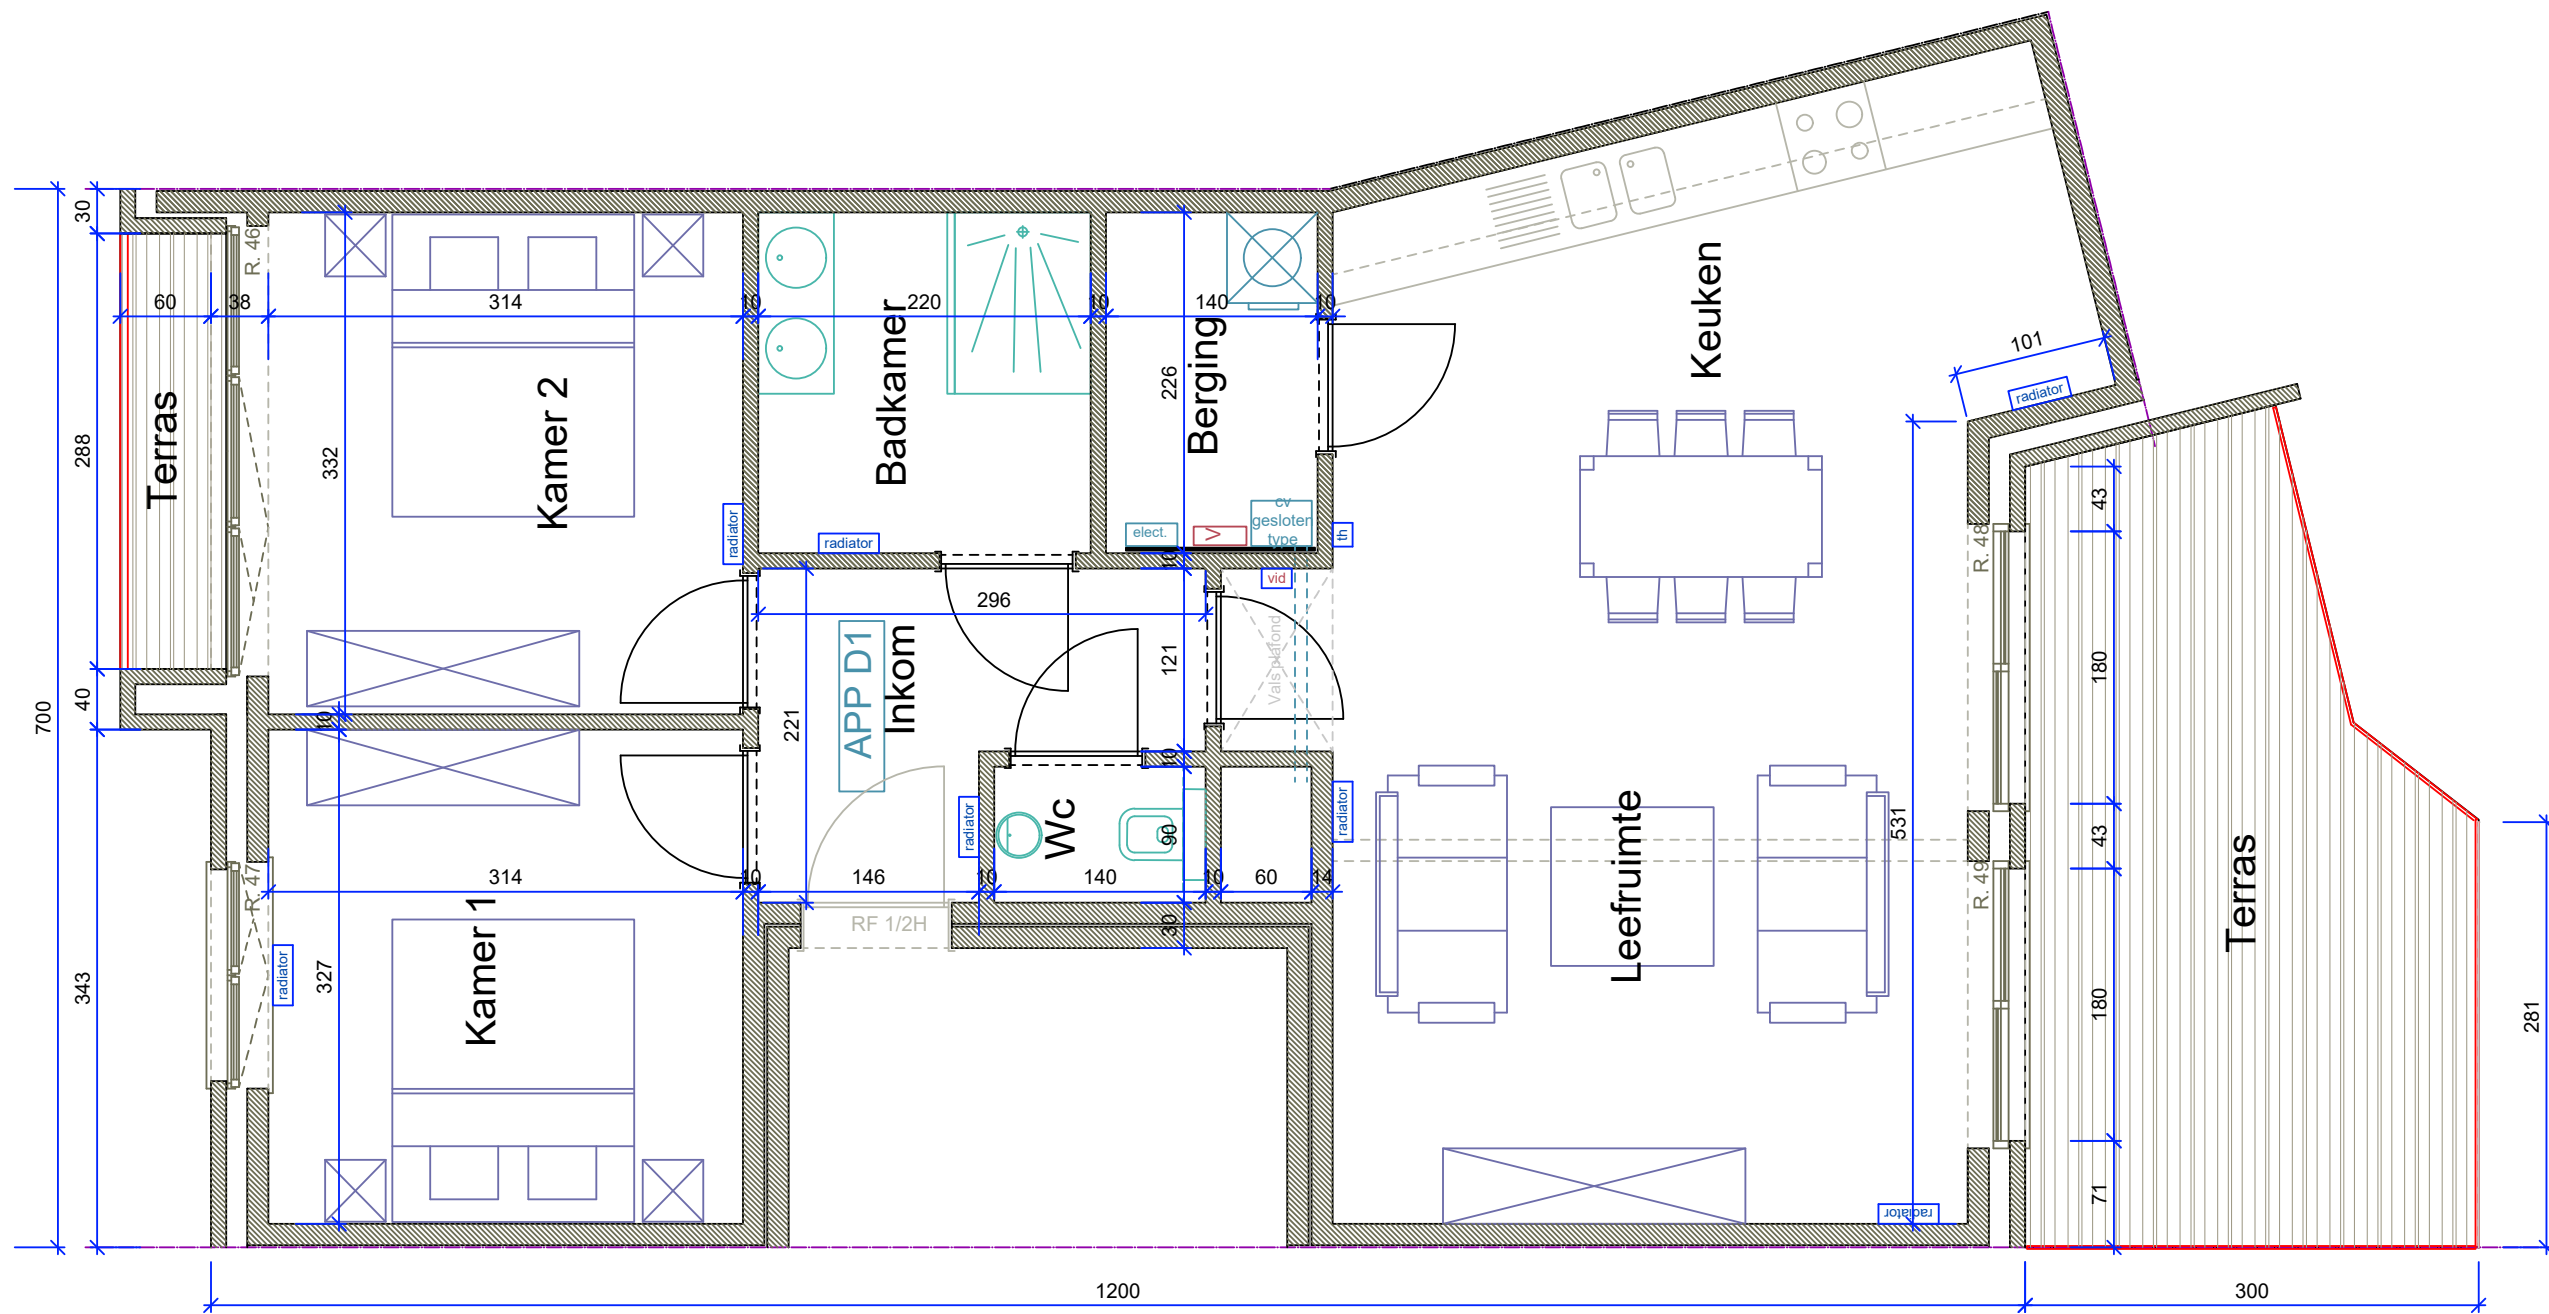 30
R. 46
60
38
314
10
220
10
140
10
Terras
288
332
Kamer 2
Badkamer
226
Berging
Keuken
101
radiator
radiator
radiator
elect.
V
cv
gesloten
type
th
10
vid
43
R. 48
700
40
10
296
121
221
APP D1
Inkom
Vals plafond
10
180
Wc
90
radiator
radiator
Leefruimte
531
43
Terras
314
10
146
10
140
10
60
14
R. 47
R. 49
RF 1/2H
30
343
327
Kamer 1
radiator
180
281
71
radiator
1200
300